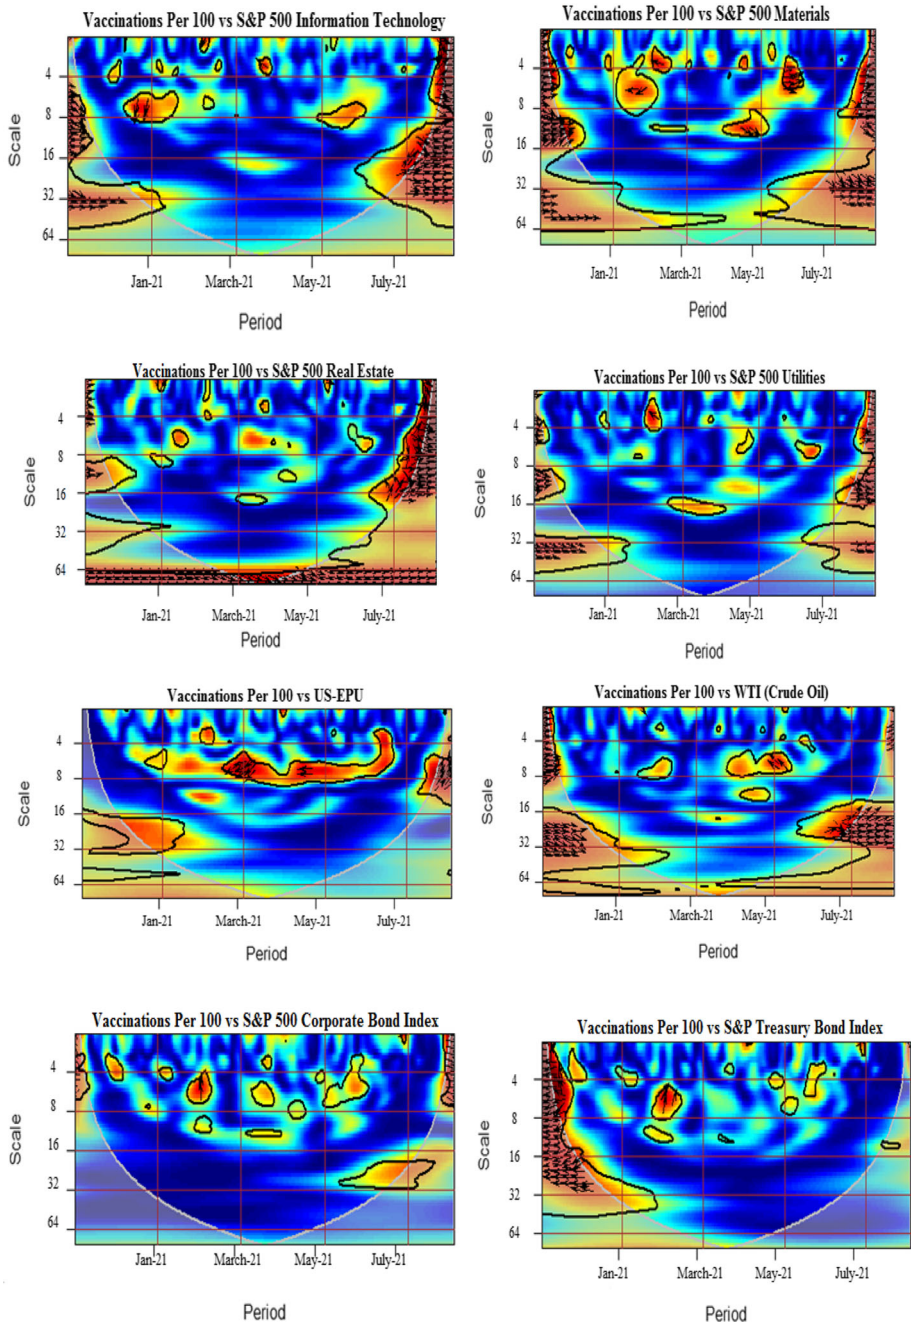 Vaccinations Per 100 vs S&P 500 Information Technology
Scale
4
8
16
32
64
Jan-21 March-21 May-21 July-21
Period
Vaccinations Per 100 vs S&P 500 Materials
Scale
4
8
16
32
64
Jan-21 March-21 May-21 July-21
Period
Vaccinations Per 100 vs S&P 500 Real Estate
Scale
4
8
16
32
64
Jan-21 March-21 May-21 July-21
Period
Vaccinations Per 100 vs S&P 500 Utilities
Scale
4
8
16
32
64
Jan-21 March-21 May-21 July-21
Period
Vaccinations Per 100 vs US-EPU
Scale
4
8
16
32
64
Jan-21 March-21 May-21 July-21
Period
Vaccinations Per 100 vs WTI (Crude Oil)
Scale
4
8
16
32
64
Jan-21 March-21 May-21 July-21
Period
Vaccinations Per 100 vs S&P 500 Corporate Bond Index
Scale
4
8
16
32
64
Jan-21 March-21 May-21 July-21
Period
Vaccinations Per 100 vs S&P Treasury Bond Index
Scale
4
8
16
32
64
Jan-21 March-21 May-21 July-21
Period